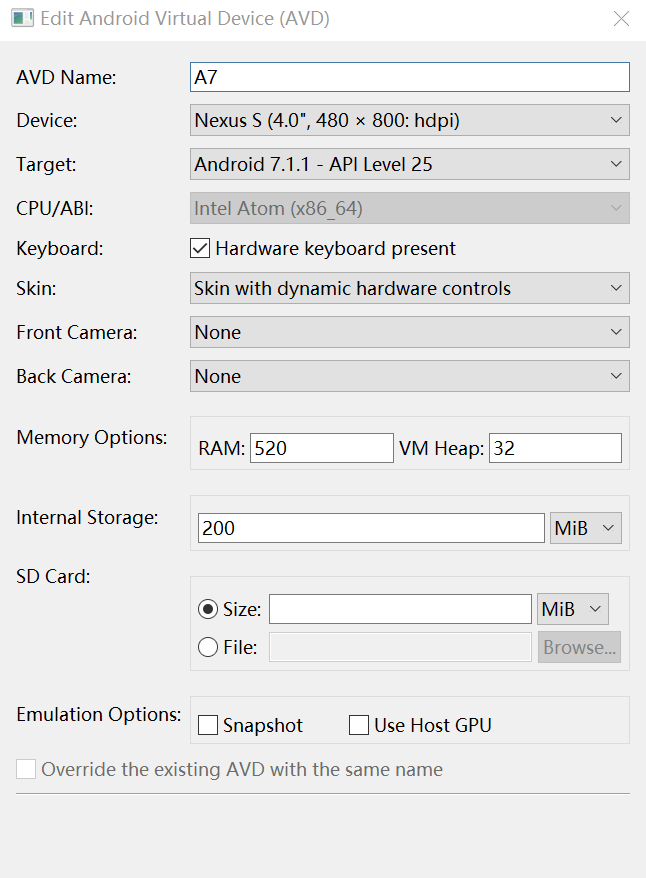 Edit Android Virtual Device (AVD)
AVD Name: A7
Device: Nexus S (4.0", 480 × 800: hdpi)
Target: Android 7.1.1 - API Level 25
CPU/ABI: Intel Atom (x86_64)
Keyboard: Hardware keyboard present
Skin: Skin with dynamic hardware controls
Front Camera: None
Back Camera: None
Memory Options: RAM: 520 VM Heap: 32
Internal Storage: 200 MiB
SD Card:
Size: MiB
File: Browse...
Emulation Options: Snapshot Use Host GPU
Override the existing AVD with the same name